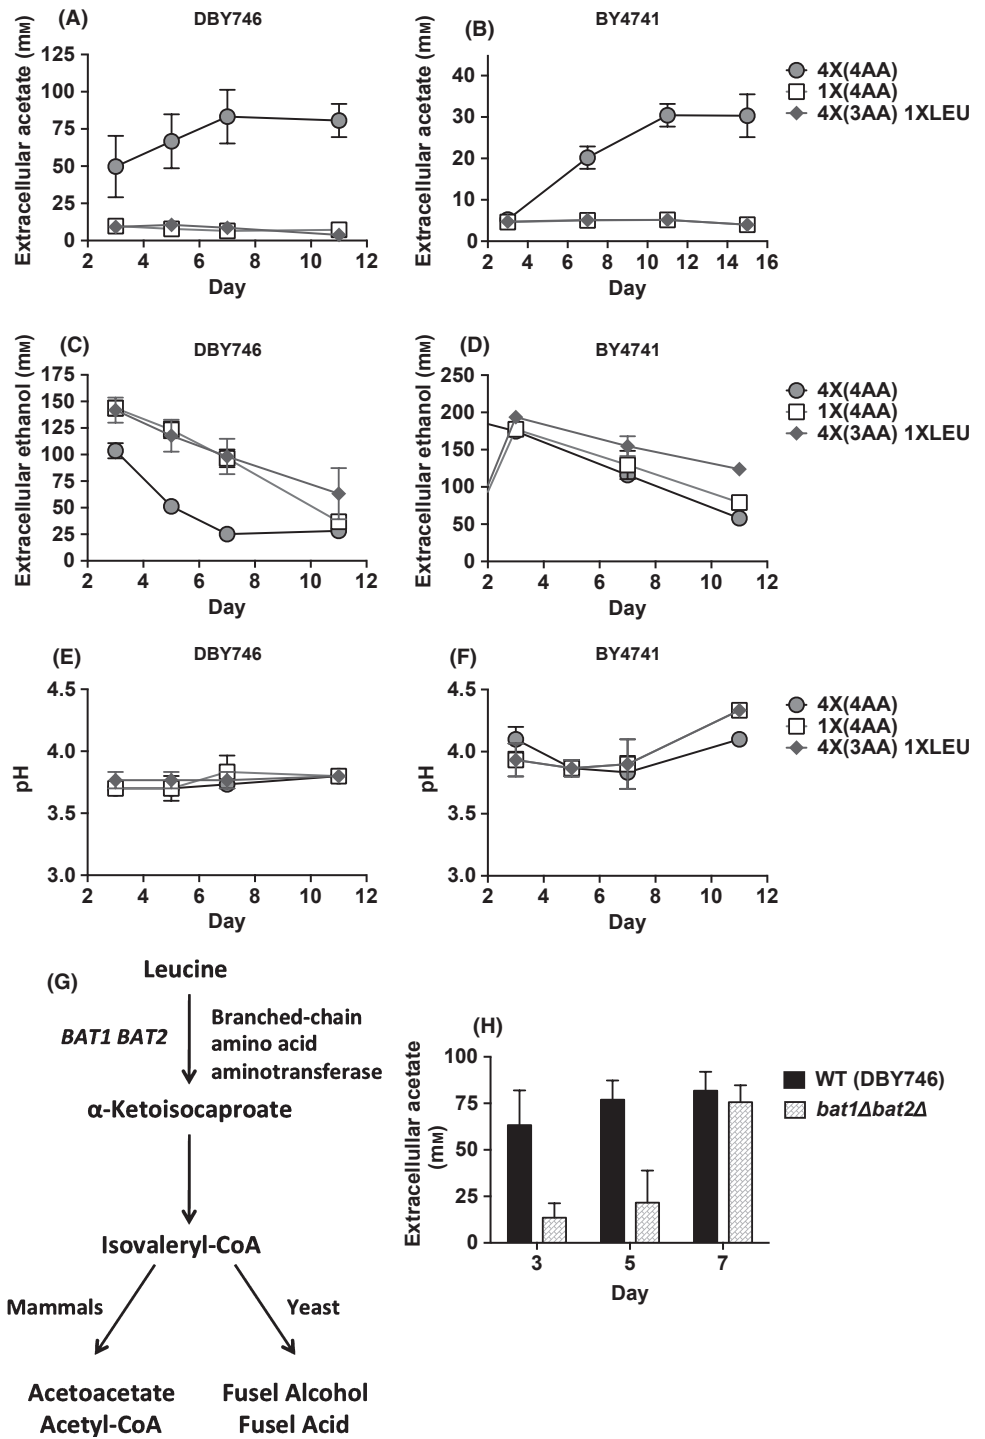 (A)
DBY746
Extracellular acetate (mM)
125
100
75
50
25
0
2 4 6 8 10 12
Day
(B)
BY4741
Extracellular acetate (mM)
40
30
20
10
0
2 4 6 8 10 12 14 16
Day
4X(4AA)
1X(4AA)
4X(3AA) 1XLEU
(C)
DBY746
Extracellular ethanol (mM)
175
150
125
100
75
50
25
0
2 4 6 8 10 12
Day
(D)
BY4741
Extracellular ethanol (mM)
250
200
150
100
50
0
2 4 6 8 10 12
Day
4X(4AA)
1X(4AA)
4X(3AA) 1XLEU
(E)
DBY746
pH
4.5
4.0
3.5
3.0
2 4 6 8 10 12
Day
(F)
BY4741
pH
4.5
4.0
3.5
3.0
2 4 6 8 10 12
Day
4X(4AA)
1X(4AA)
4X(3AA) 1XLEU
(G)
Leucine
BAT1 BAT2
Branched-chain
amino acid
aminotransferase
α-Ketoisocaproate
Isovaleryl-CoA
Mammals
Yeast
Acetoacetate
Acetyl-CoA
Fusel Alcohol
Fusel Acid
(H)
Extracellullar acetate
(mM)
100
75
50
25
0
3 5 7
Day
WT (DBY746)
bat1Δbat2Δ